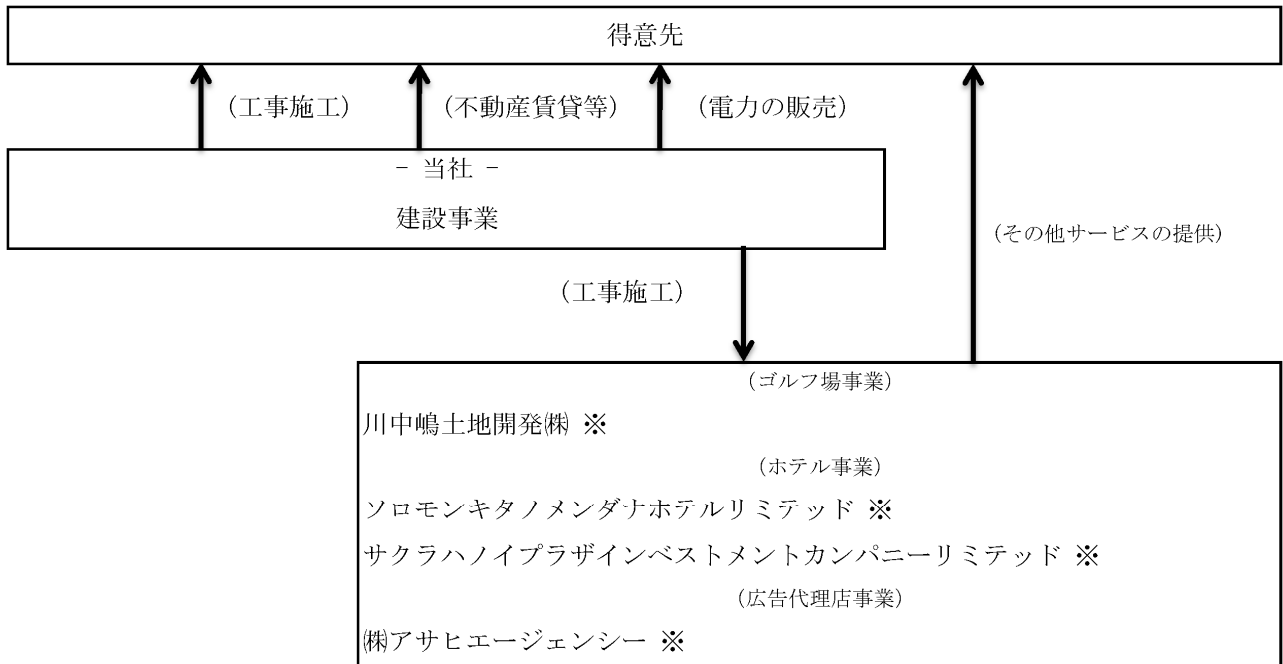 得意先
（工事施工） （不動産賃貸等） （電力の販売）
－ 当社 －
建設事業
（その他サービスの提供）
（工事施工）
（ゴルフ場事業）
川中嶋土地開発㈱ ※
（ホテル事業）
ソロモンキタノメンダナホテルリミテッド ※
サクラハノイプラザインベストメントカンパニーリミテッド ※
（広告代理店事業）
㈱アサヒエージェンシー ※